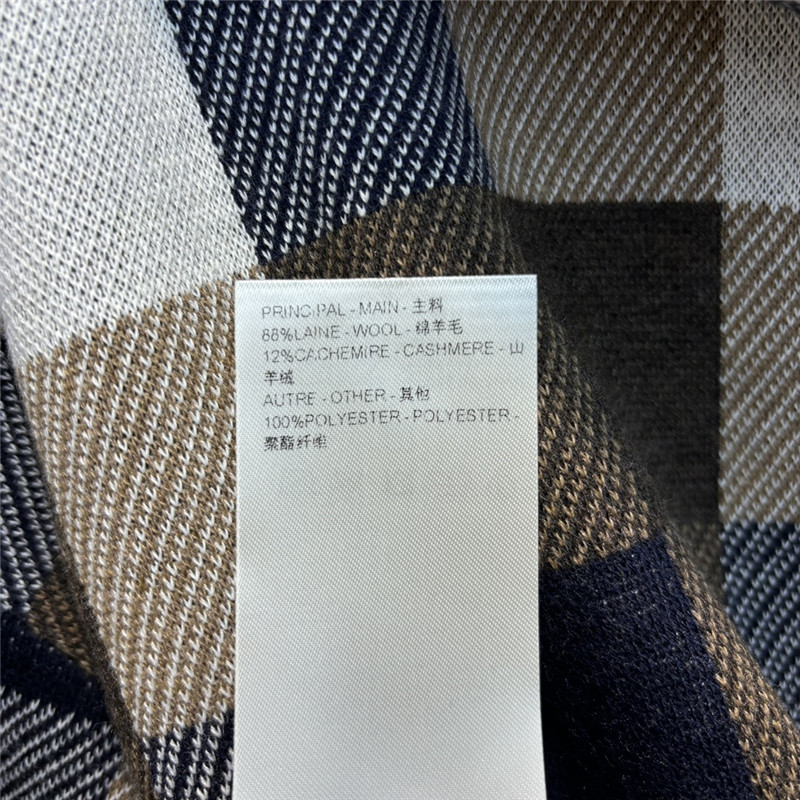 PRINCIPAL - MAIN - 主料
88%LAINE - WOOL - 绵羊毛
12%CACHEMIRE - CASHMERE - 山
羊绒
AUTRE - OTHER - 其他
100%POLYESTER - POLYESTER -
聚酯纤维